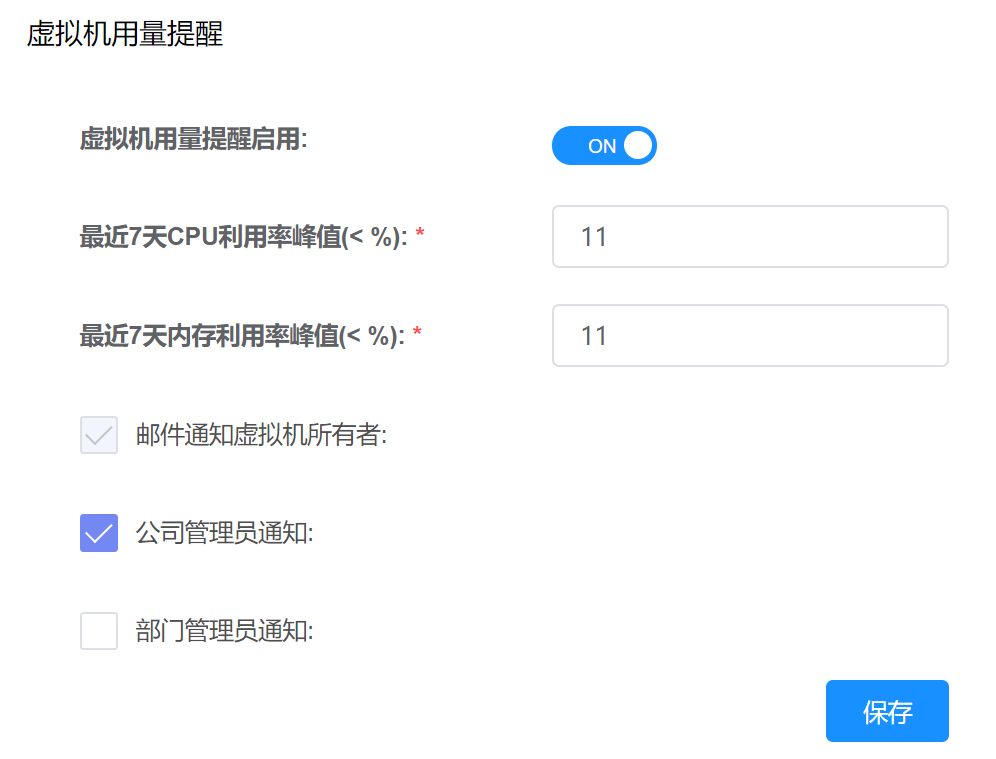 虚拟机用量提醒
虚拟机用量提醒启用:
ON
最近7天CPU利用率峰值(< %): *
11
最近7天内存利用率峰值(< %): *
11
邮件通知虚拟机所有者:
公司管理员通知:
部门管理员通知:
保存